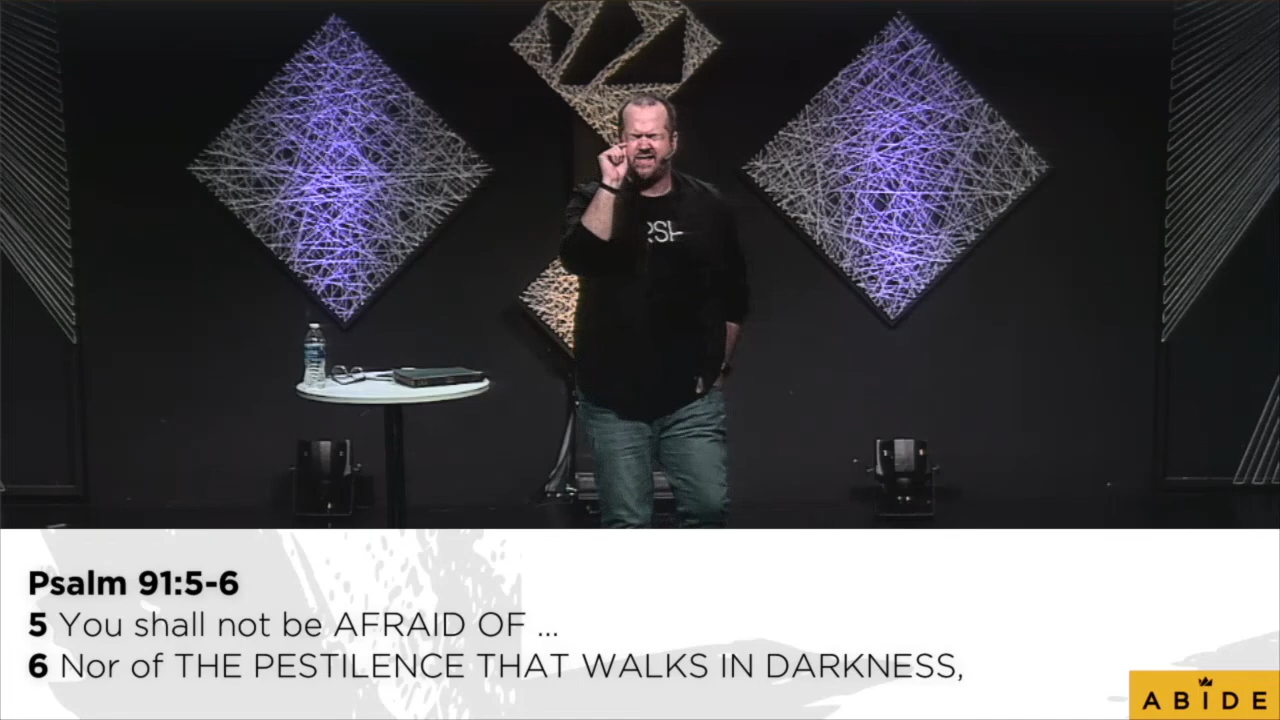 RSH
Psalm 91:5-6
5 You shall not be AFRAID OF ...
6 Nor of THE PESTILENCE THAT WALKS IN DARKNESS,
ABIDE